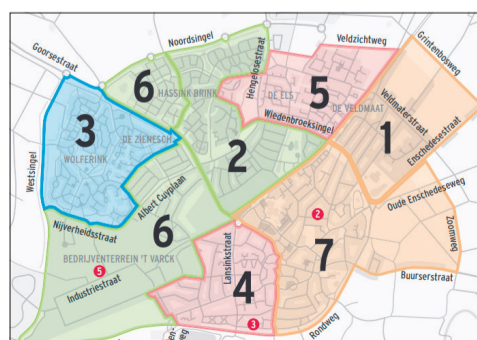 Noordsingel
Veldzichtweg
Goorsestraat
Grintenbosweg
Hengelosestraat
6
HASSINK BRINK
DE ELS
5
DE VELDMAAT
Veldmaterstraat
1
Enschedesestraat
3
DE ZIENESCH
WOLFERINK
Wiedenbroeksingel
2
Westsingel
Albert Cuyplaan
Oude Enschedeseweg
6
2
Nijverheidsstraat
Lansinkstraat
7
Zoomweg
BEDRIJVENTERREIN 'T VARCK
5
Industriestraat
4
Buurserstraat
3
Rondweg